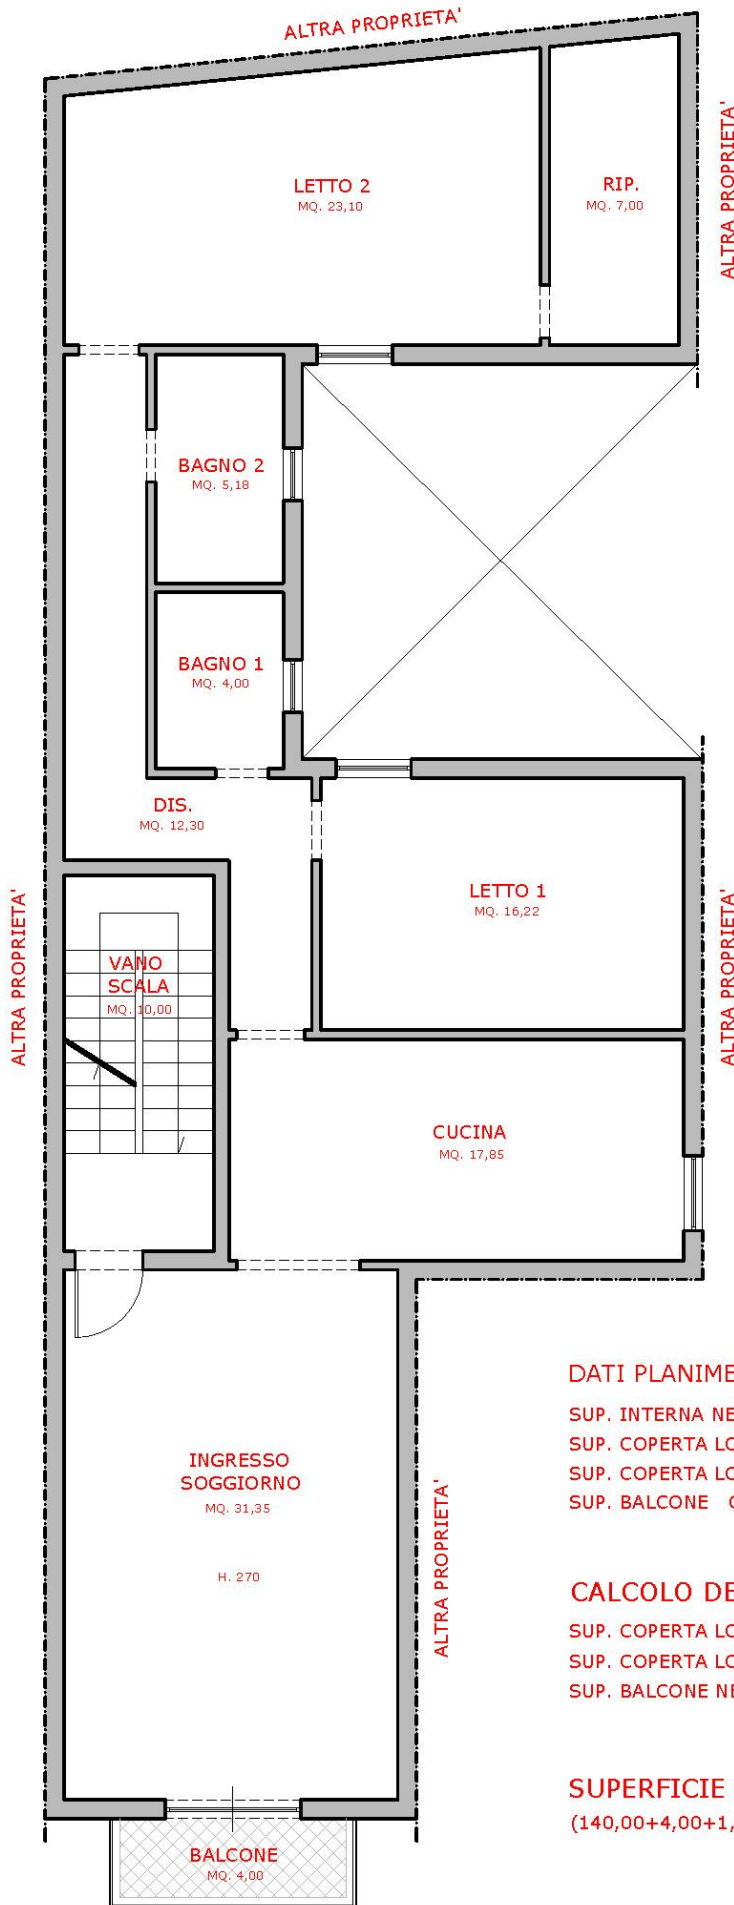 ALTRA PROPRIETA'
ALTRA PROPRIETA'
LETTO 2
MQ. 23,10
RIP.
MQ. 7,00
BAGNO 2
MQ. 5,18
BAGNO 1
MQ. 4,00
DIS.
MQ. 12,30
LETTO 1
MQ. 16,22
ALTRA PROPRIETA'
ALTRA PROPRIETA'
VANO
SCALA
MQ. 10,00
CUCINA
MQ. 17,85
INGRESSO
SOGGIORNO
MQ. 31,35
H. 270
ALTRA PROPRIETA'
BALCONE
MQ. 4,00
DATI PLANIME
SUP. INTERNA NE
SUP. COPERTA LO
SUP. COPERTA LO
SUP. BALCONE
CALCOLO DE
SUP. COPERTA LO
SUP. COPERTA LO
SUP. BALCONE NE
SUPERFICIE
(140,00+4,00+1,